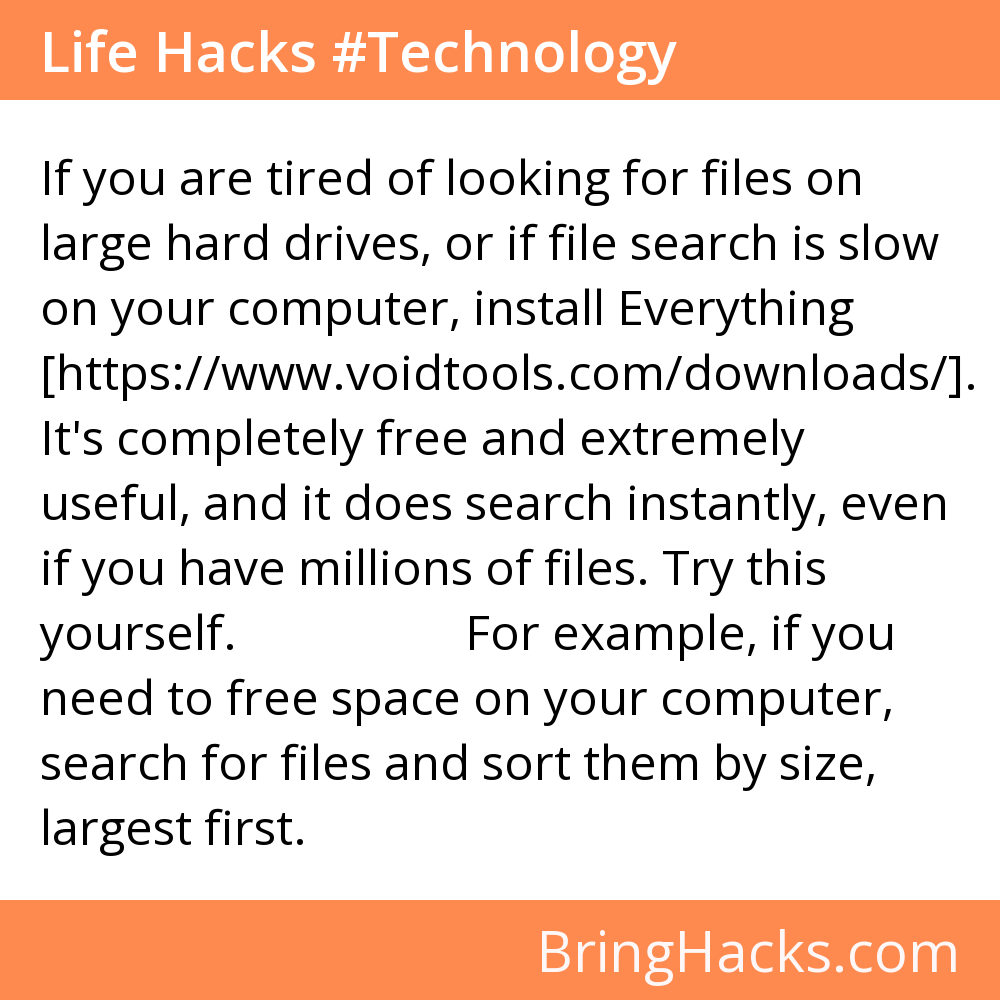 Life Hacks #Technology
If you are tired of looking for files on
large hard drives, or if file search is slow
on your computer, install Everything
[https://www.voidtools.com/downloads/].
It's completely free and extremely
useful, and it does search instantly, even
if you have millions of files. Try this
yourself. For example, if you
need to free space on your computer,
search for files and sort them by size,
largest first.
BringHacks.com